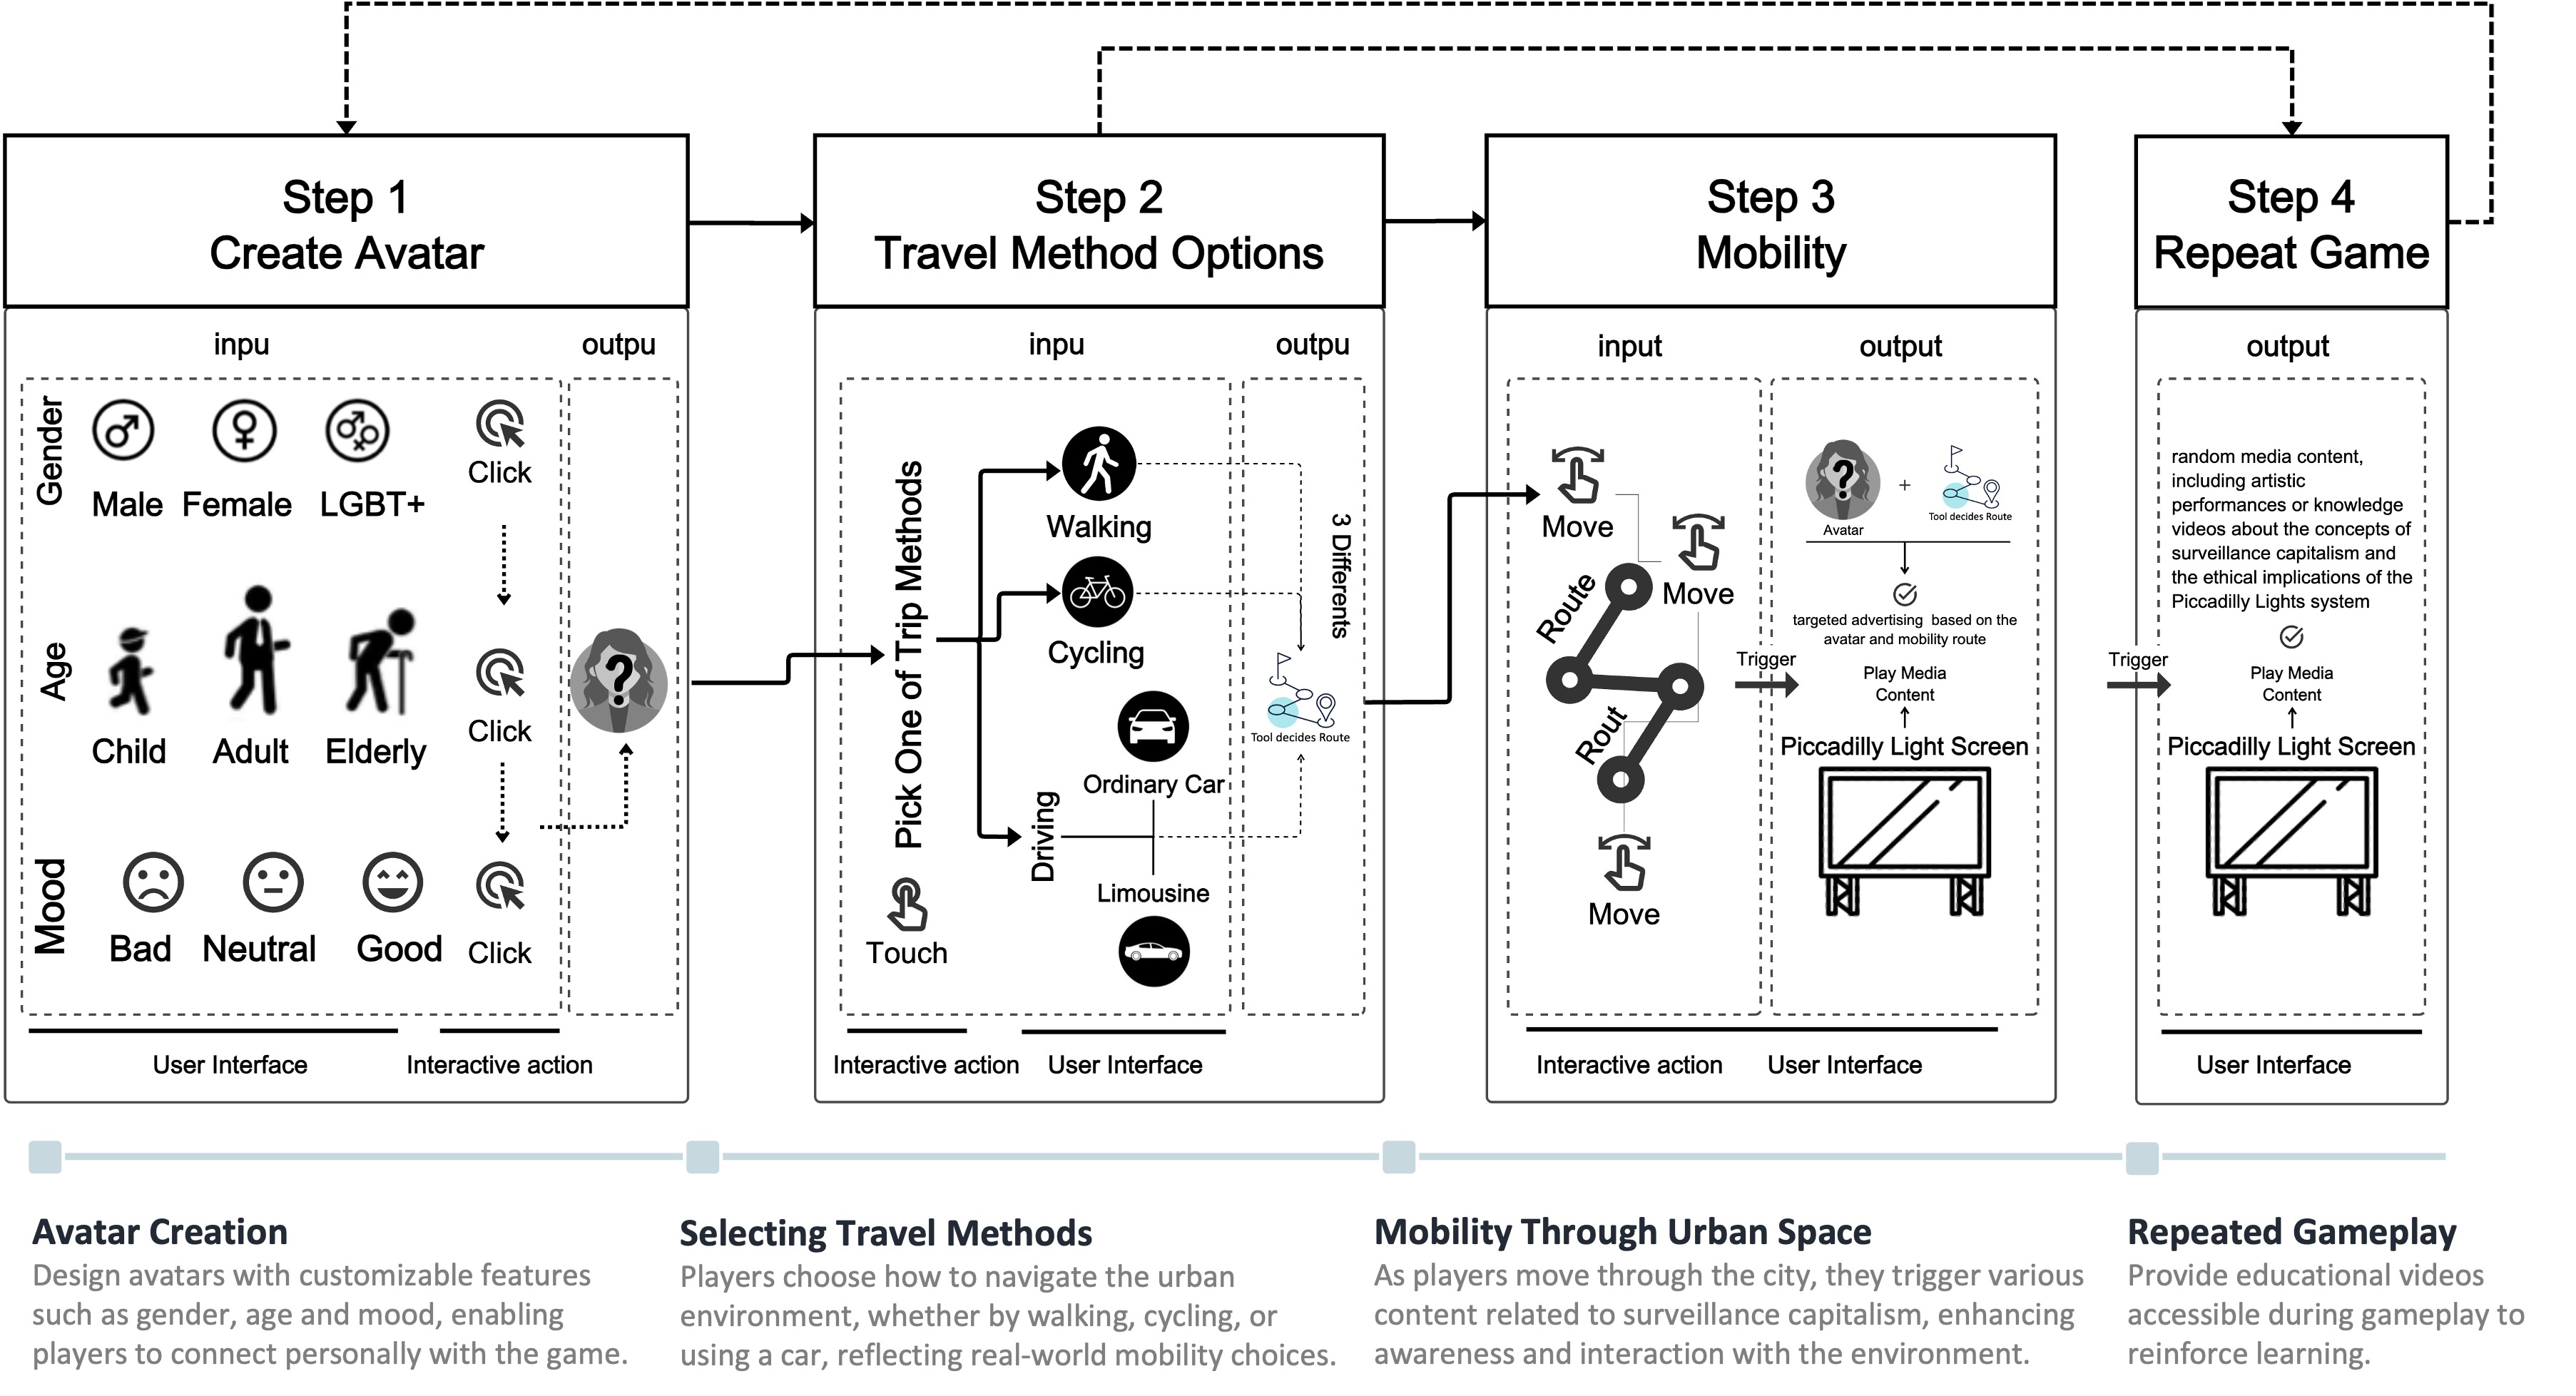 Step 1
Create Avatar
Step 2
Travel Method Options
Step 3
Mobility
Step 4
Repeat Game
inpu
outpu
Gender
Male
Female
LGBT+
Click
Age
Child
Adult
Elderly
Click
Mood
Bad
Neutral
Good
Click
User Interface
Interactive action
inpu
outpu
Pick One of Trip Methods
Touch
Walking
Cycling
Driving
Ordinary Car
Limousine
3 Differents
Tool decides Route
Interactive action
User Interface
input
output
Move
Move
Route
Rout
Move
Trigger
Avatar
+
Tool decides Route
targeted advertising based on the
avatar and mobility route
Play Media
Content
Piccadilly Light Screen
Interactive action
User Interface
Trigger
output
random media content,
including artistic
performances or knowledge
videos about the concepts of
surveillance capitalism and
the ethical implications of the
Piccadilly Lights system
Play Media
Content
Piccadilly Light Screen
User Interface
Avatar Creation
Design avatars with customizable features
such as gender, age and mood, enabling
players to connect personally with the game.
Selecting Travel Methods
Players choose how to navigate the urban
environment, whether by walking, cycling, or
using a car, reflecting real-world mobility choices.
Mobility Through Urban Space
As players move through the city, they trigger various
content related to surveillance capitalism, enhancing
awareness and interaction with the environment.
Repeated Gameplay
Provide educational videos
accessible during gameplay to
reinforce learning.